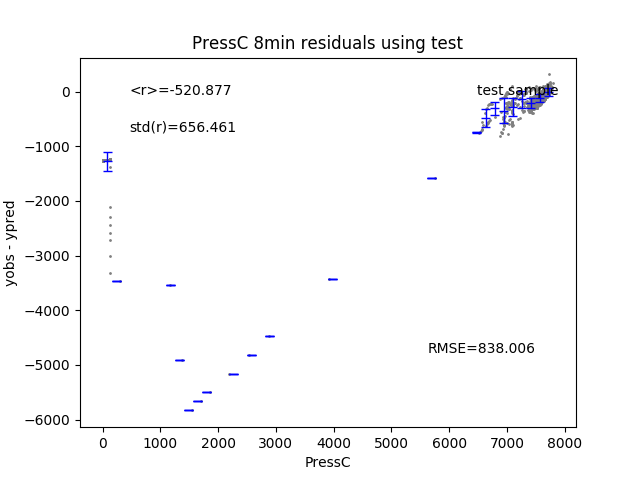 PressC 8min residuals using test
<r>=-520.877
test sample
std(r)=656.461
RMSE=838.006
yobs - ypred
0
−1000
−2000
−3000
−4000
−5000
−6000
0 1000 2000 3000 4000 5000 6000 7000 8000
PressC